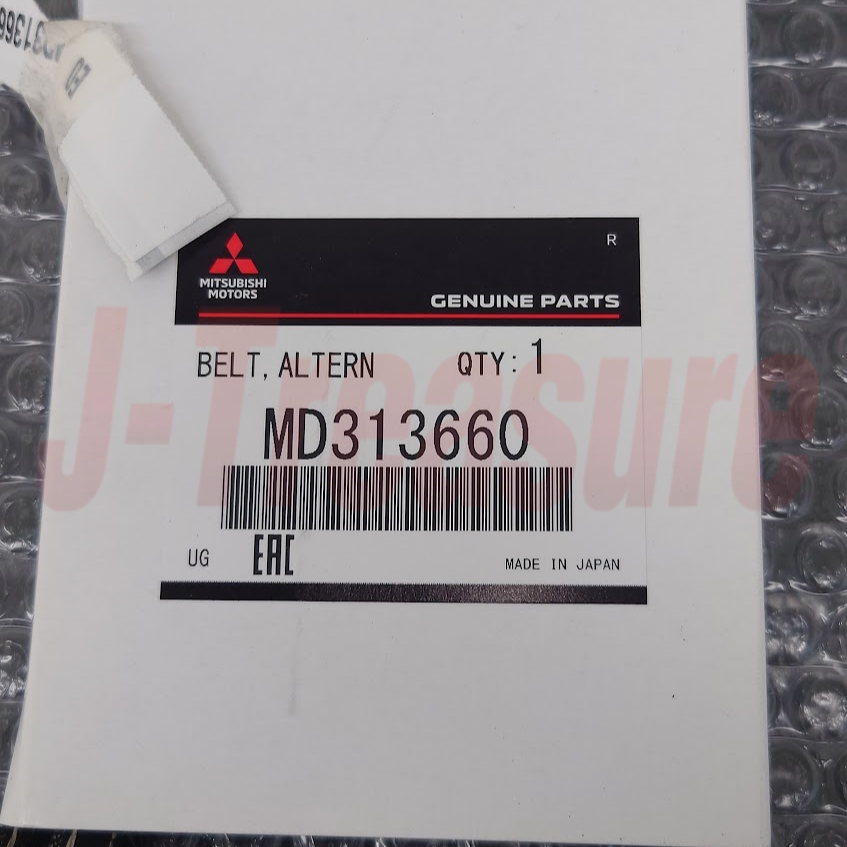 R
MITSUBISHI
MOTORS
GENUINE PARTS
BELT, ALTERN QTY: 1
MD313660
UG EAC MADE IN JAPAN
J-Treasure